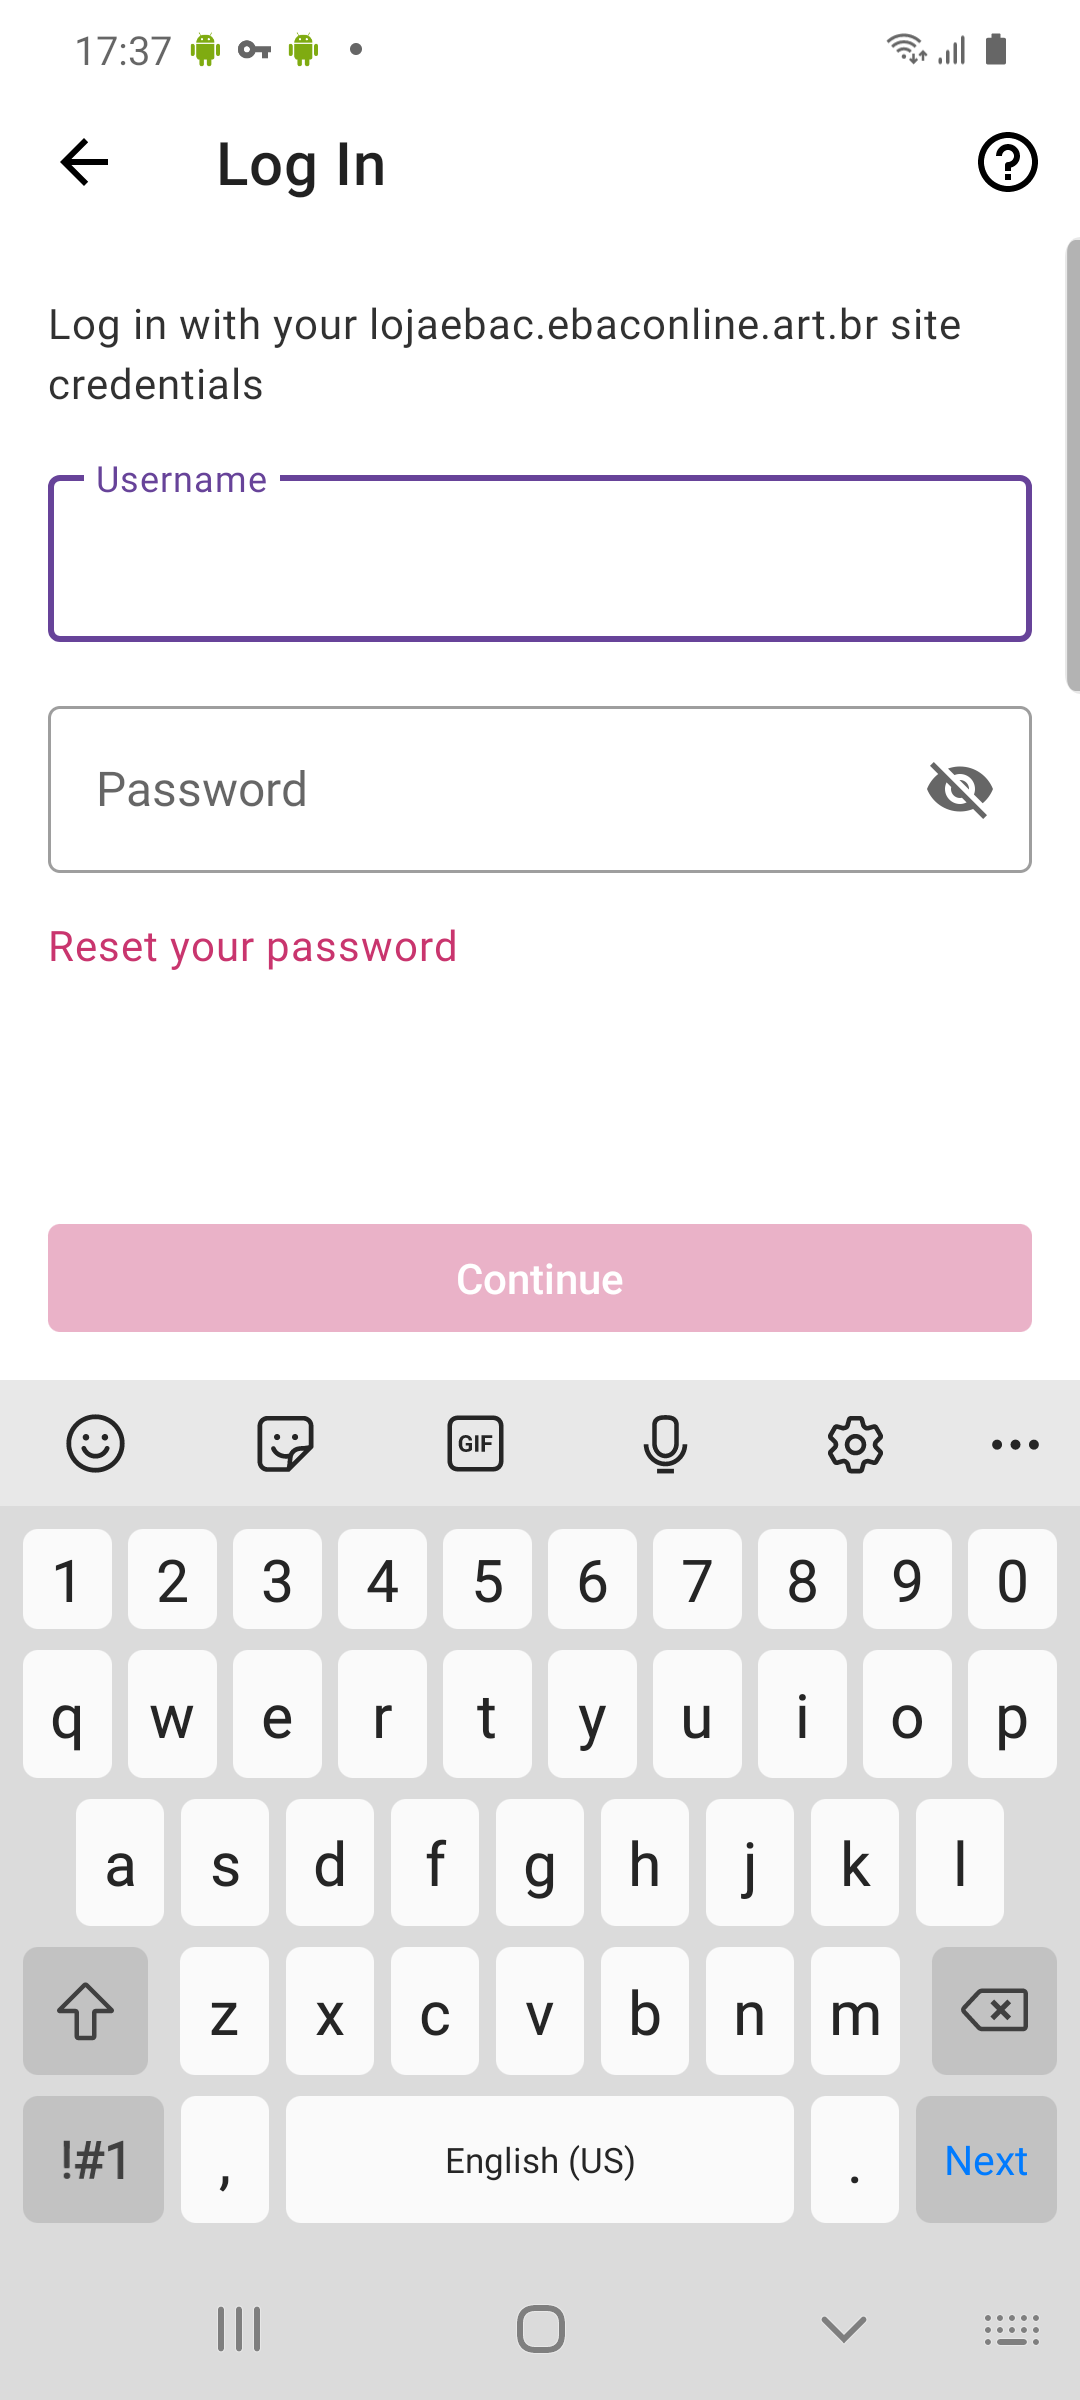 17:37
Log In
Log in with your lojaebac.ebaconline.art.br site
credentials
Username
Password
Reset your password
Continue
GIF
1 2 3 4 5 6 7 8 9 0
q w e r t y u i o p
a s d f g h j k l
z x c v b n m
!#1 , English (US) . Next